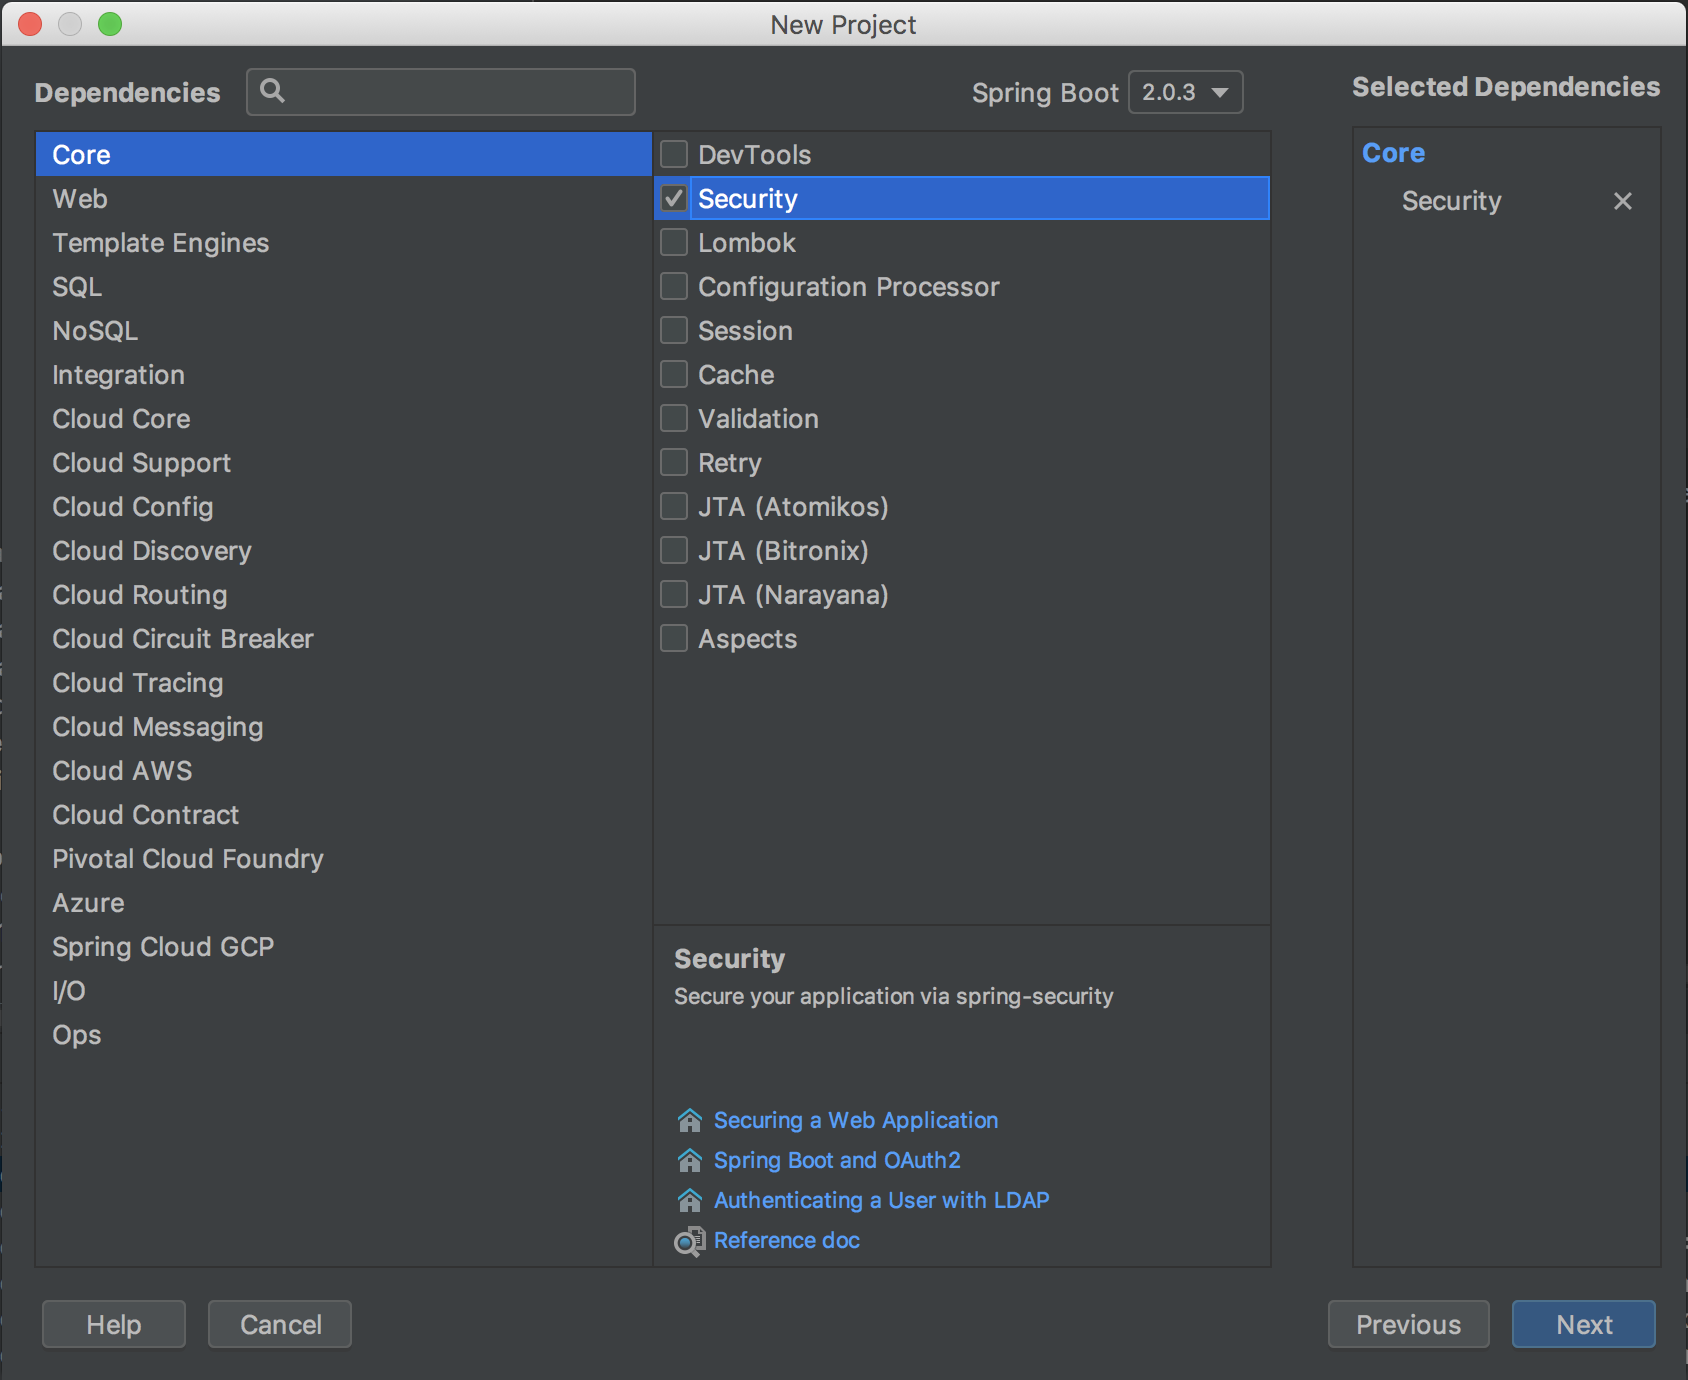 New Project
Dependencies
Spring Boot 2.0.3
Selected Dependencies
Core
Web
Template Engines
SQL
NoSQL
Integration
Cloud Core
Cloud Support
Cloud Config
Cloud Discovery
Cloud Routing
Cloud Circuit Breaker
Cloud Tracing
Cloud Messaging
Cloud AWS
Cloud Contract
Pivotal Cloud Foundry
Azure
Spring Cloud GCP
I/O
Ops
DevTools
Security
Lombok
Configuration Processor
Session
Cache
Validation
Retry
JTA (Atomikos)
JTA (Bitronix)
JTA (Narayana)
Aspects
Security
Secure your application via spring-security
Securing a Web Application
Spring Boot and OAuth2
Authenticating a User with LDAP
Reference doc
Core
Security
Help
Cancel
Previous
Next